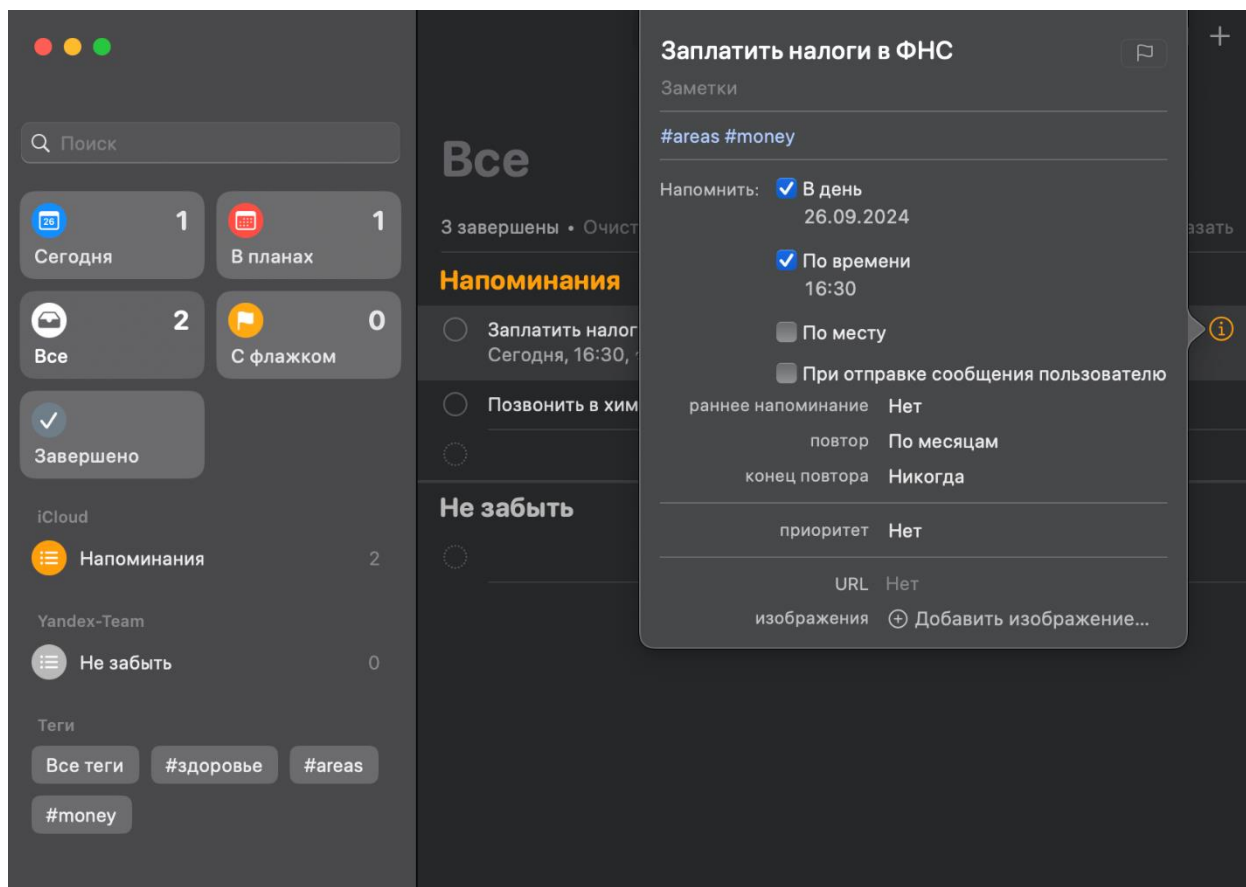 Поиск
26
1
Сегодня
1
В планах
2
Все
0
С флажком
Завершено
iCloud
Напоминания 2
Yandex-Team
Не забыть 0
Теги
Все теги #здоровье #areas
#money
Все
3 завершены • Очист
азать
Напоминания
Заплатить налог
Сегодня, 16:30,
Позвонить в хим
Не забыть
Заплатить налоги в ФНС
Заметки
#areas #money
Напомнить: В день
26.09.2024
По времени
16:30
По месту
При отправке сообщения пользователю
раннее напоминание Нет
повтор По месяцам
конец повтора Никогда
приоритет Нет
URL Нет
изображения Добавить изображение...